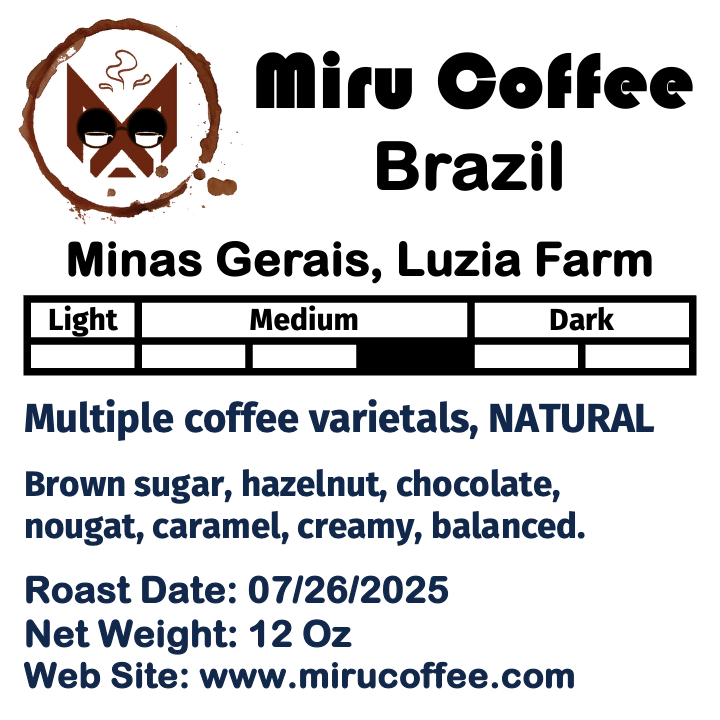 Miru Coffee
Brazil
Minas Gerais, Luzia Farm
Light Medium Dark
Multiple coffee varietals, NATURAL
Brown sugar, hazelnut, chocolate,
nougat, caramel, creamy, balanced.
Roast Date: 07/26/2025
Net Weight: 12 Oz
Web Site: www.mirucoffee.com